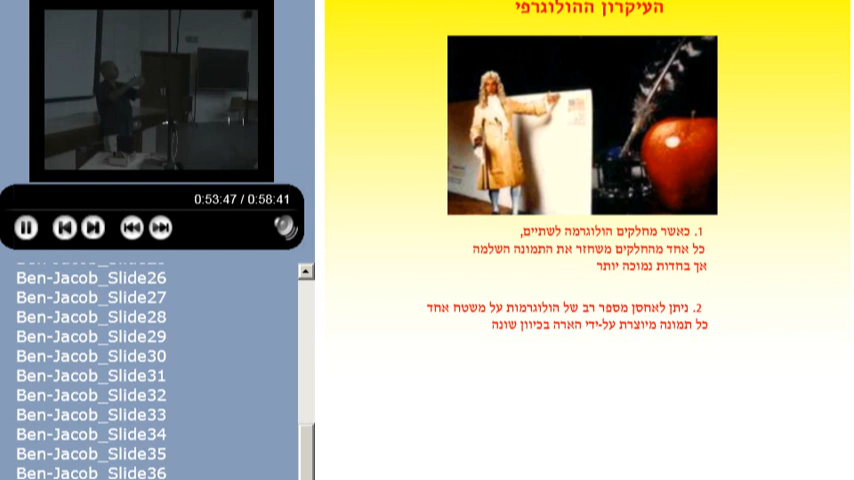 0:53:47 / 0:58:41
Ben-Jacob_Slide26
Ben-Jacob_Slide27
Ben-Jacob_Slide28
Ben-Jacob_Slide29
Ben-Jacob_Slide30
Ben-Jacob_Slide31
Ben-Jacob_Slide32
Ben-Jacob_Slide33
Ben-Jacob_Slide34
Ben-Jacob_Slide35
Ben-Jacob_Slide36
העיקרון ההולוגרפי
1. כאשר מחלקים הולוגרמה לשתיים,
כל אחד מהחלקים משחזר את התמונה השלמה
אך בחדות נמוכה יותר
2. ניתן לאחסן מספר רב של הולוגרמות על משטח אחד
כל תמונה מיוצרת על-ידי הארה בכיוון שונה